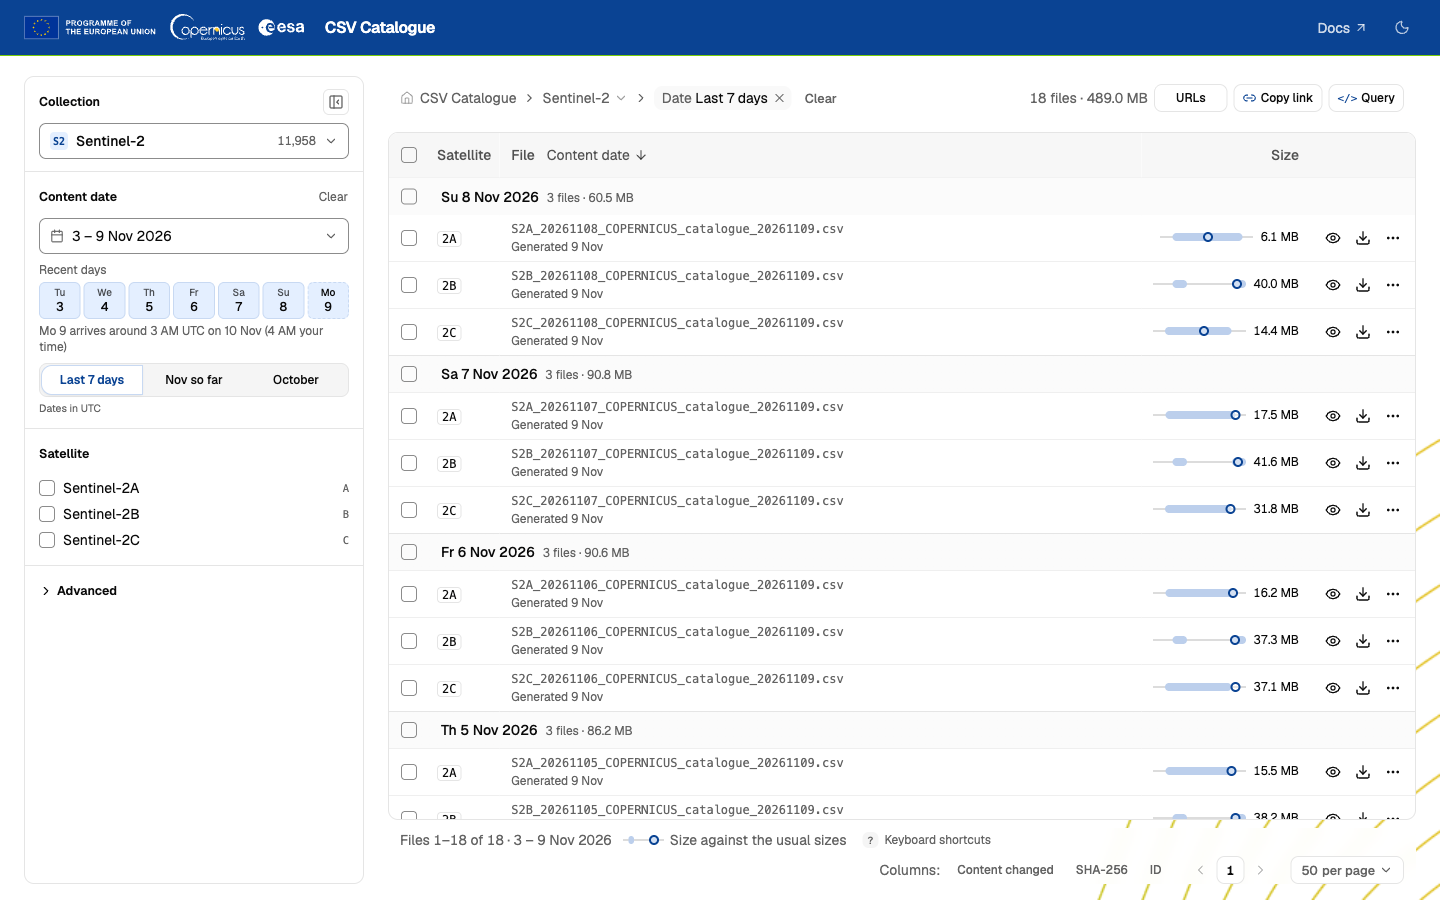 PROGRAMME OF
THE EUROPEAN UNION
opernicus
esa
CSV Catalogue
Docs
Collection
S2 Sentinel-2 11,958
Content date Clear
3 – 9 Nov 2026
Recent days
Tu We Th Fr Sa Su Mo
3 4 5 6 7 8 9
Mo 9 arrives around 3 AM UTC on 10 Nov (4 AM your
time)
Last 7 days Nov so far October
Dates in UTC
Satellite
Sentinel-2A A
Sentinel-2B B
Sentinel-2C C
Advanced
CSV Catalogue Sentinel-2 Date Last 7 days Clear
18 files · 489.0 MB URLs Copy link </> Query
Satellite File Content date Size
Su 8 Nov 2026 3 files · 60.5 MB
2A S2A_20261108_COPERNICUS_catalogue_20261109.csv 6.1 MB
Generated 9 Nov
2B S2B_20261108_COPERNICUS_catalogue_20261109.csv 40.0 MB
Generated 9 Nov
2C S2C_20261108_COPERNICUS_catalogue_20261109.csv 14.4 MB
Generated 9 Nov
Sa 7 Nov 2026 3 files · 90.8 MB
2A S2A_20261107_COPERNICUS_catalogue_20261109.csv 17.5 MB
Generated 9 Nov
2B S2B_20261107_COPERNICUS_catalogue_20261109.csv 41.6 MB
Generated 9 Nov
2C S2C_20261107_COPERNICUS_catalogue_20261109.csv 31.8 MB
Generated 9 Nov
Fr 6 Nov 2026 3 files · 90.6 MB
2A S2A_20261106_COPERNICUS_catalogue_20261109.csv 16.2 MB
Generated 9 Nov
2B S2B_20261106_COPERNICUS_catalogue_20261109.csv 37.3 MB
Generated 9 Nov
2C S2C_20261106_COPERNICUS_catalogue_20261109.csv 37.1 MB
Generated 9 Nov
Th 5 Nov 2026 3 files · 86.2 MB
2A S2A_20261105_COPERNICUS_catalogue_20261109.csv 15.5 MB
Generated 9 Nov
2B S2B_20261105_COPERNICUS_catalogue_20261109.csv 38.2 MB
Files 1–18 of 18 · 3 – 9 Nov 2026 Size against the usual sizes ? Keyboard shortcuts
Columns: Content changed SHA-256 ID 1 50 per page